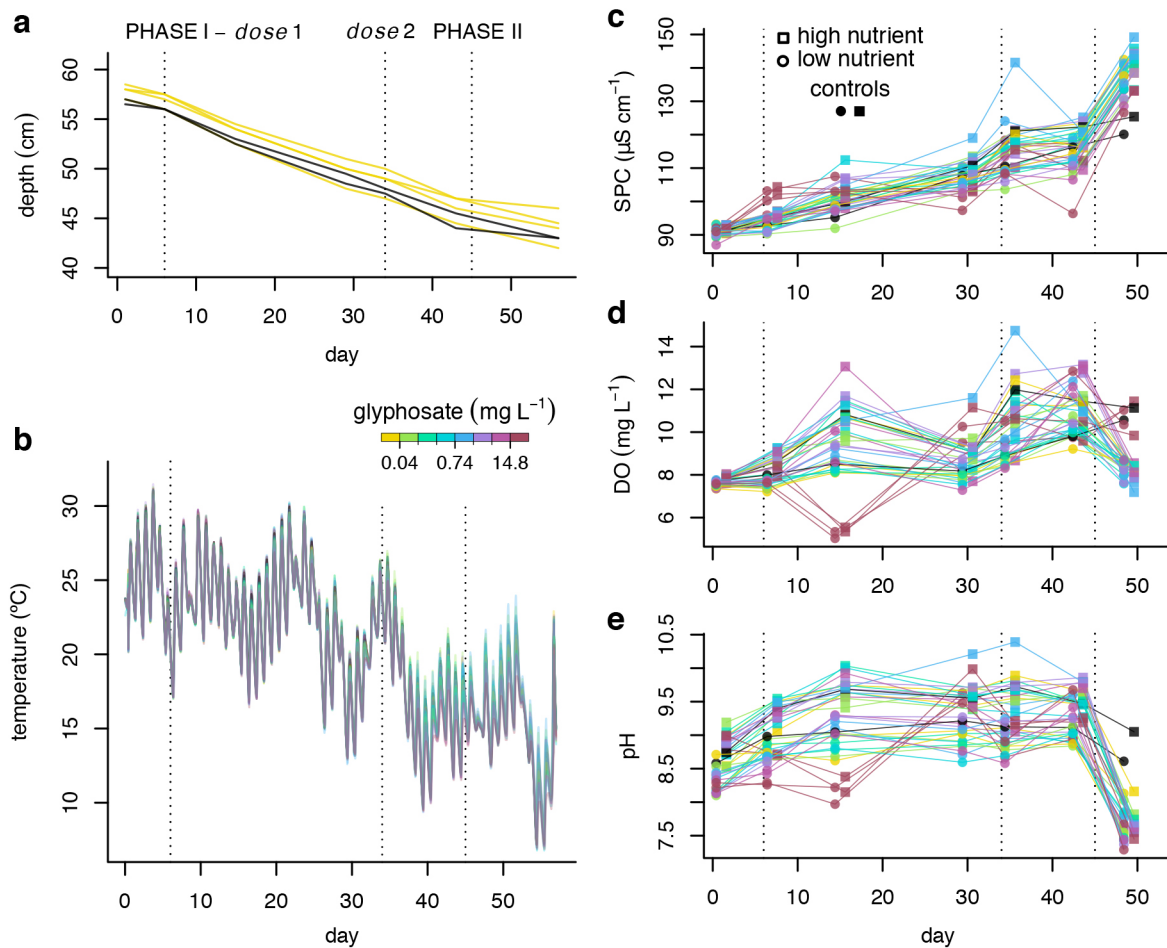 a
PHASE I – dose 1
dose 2
PHASE II
depth (cm)
60
55
50
45
40
0 10 20 30 40 50
day
b
glyphosate (mg L⁻¹)
0.04 0.74 14.8
temperature (°C)
30
25
20
15
10
0 10 20 30 40 50
day
c
high nutrient
low nutrient
controls
SPC (µS cm⁻¹)
150
130
110
90
0 10 20 30 40 50
d
DO (mg L⁻¹)
14
12
10
8
6
0 10 20 30 40 50
e
pH
10.5
9.5
8.5
7.5
0 10 20 30 40 50
day